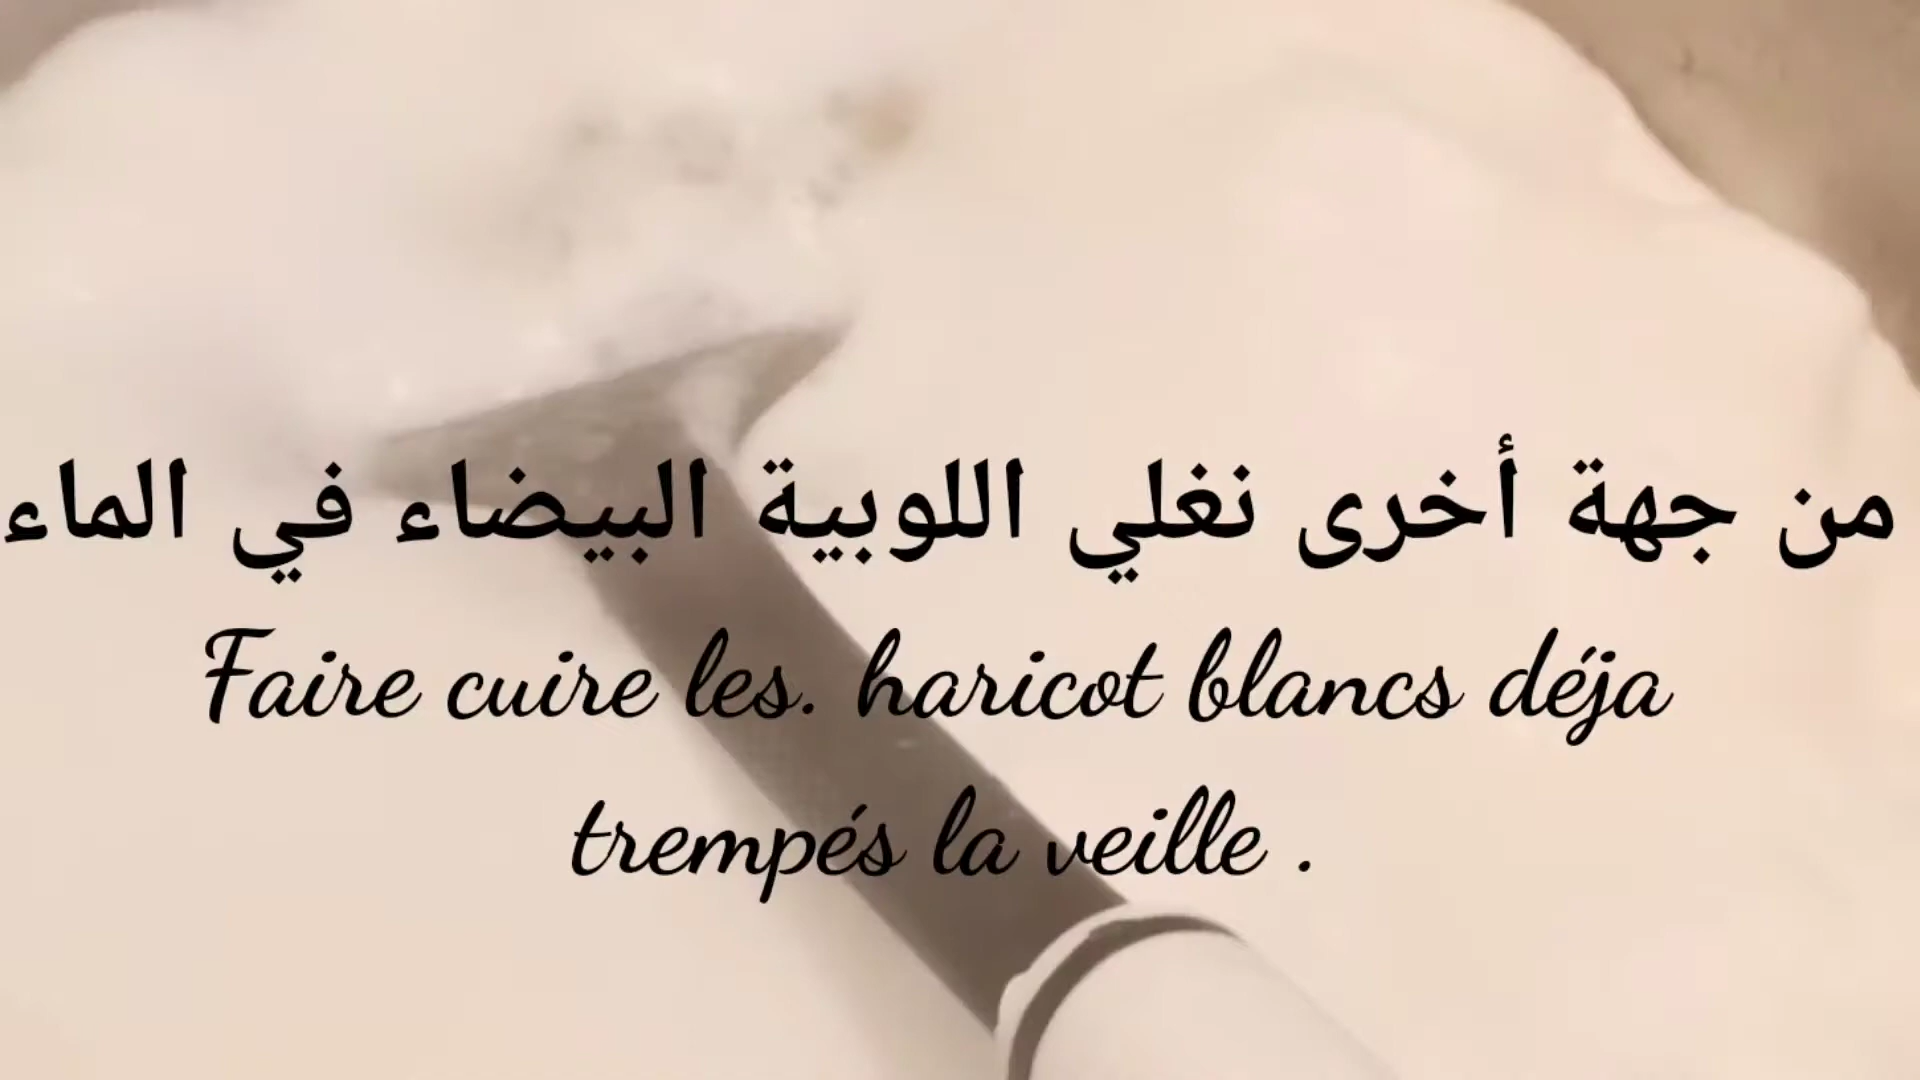 من جهة أخرى نغلي اللوبية البيضاء في الماء
Faire cuire les. haricot blancs déja
trempés la veille .